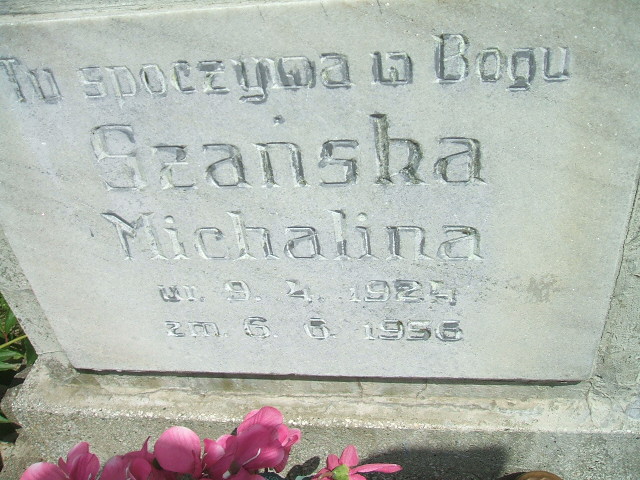 Tu spoczywa w Bogu
Szańska
Michalina
ur. 9. 4. 1924
zm. 6. 6. 1956